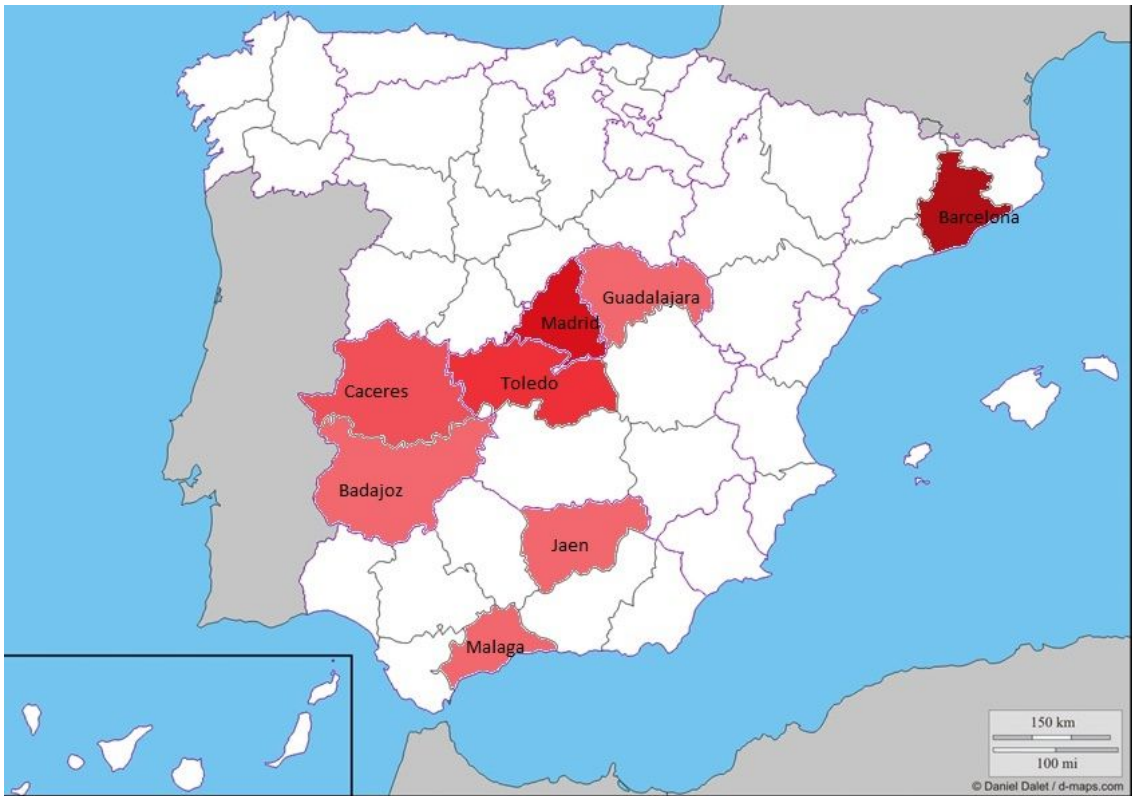 Barcelona
Guadalajara
Madrid
Toledo
Caceres
Badajoz
Jaen
Malaga
150 km
100 mi
© Daniel Dalet / d-maps.com